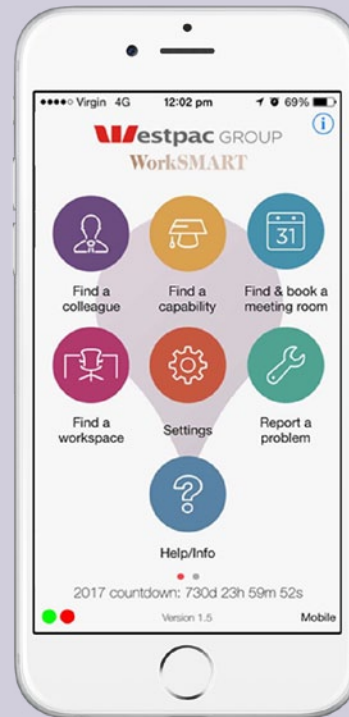 Virgin 4G 12:02 pm 69%
Westpac GROUP
WorkSMART
31
Find a
colleague
Find a
capability
Find & book a
meeting room
Find a
workspace
Settings
Report a
problem
?
Help/Info
2017 countdown: 730d 23h 59m 52s
Version 1.5
Mobile